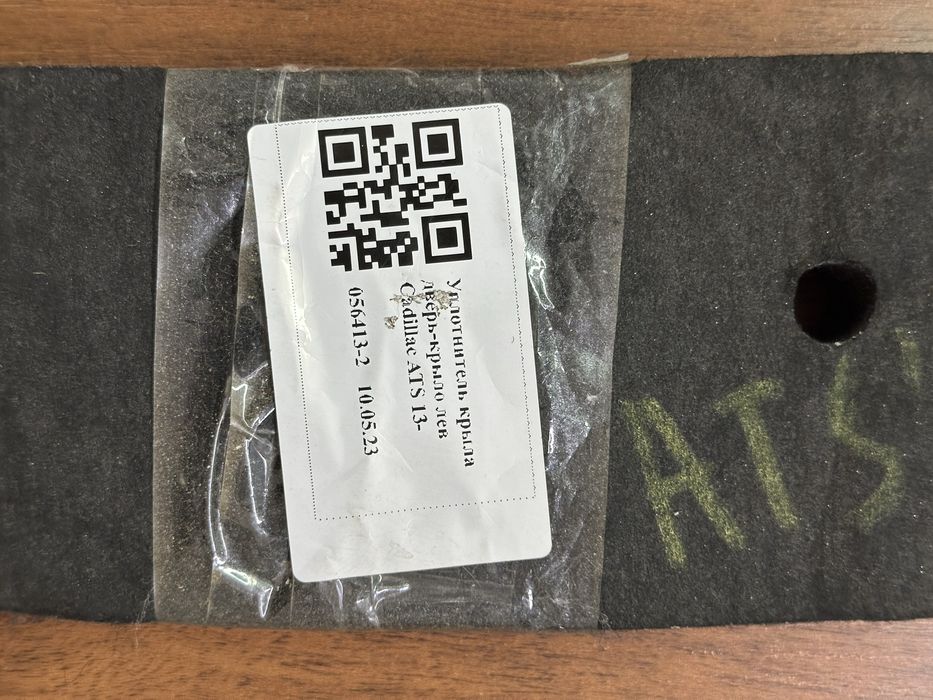 Уплотнитель крыла
дверь-крыло лев
Cadillac ATS 13-
056413-2 10.05.23
ATS